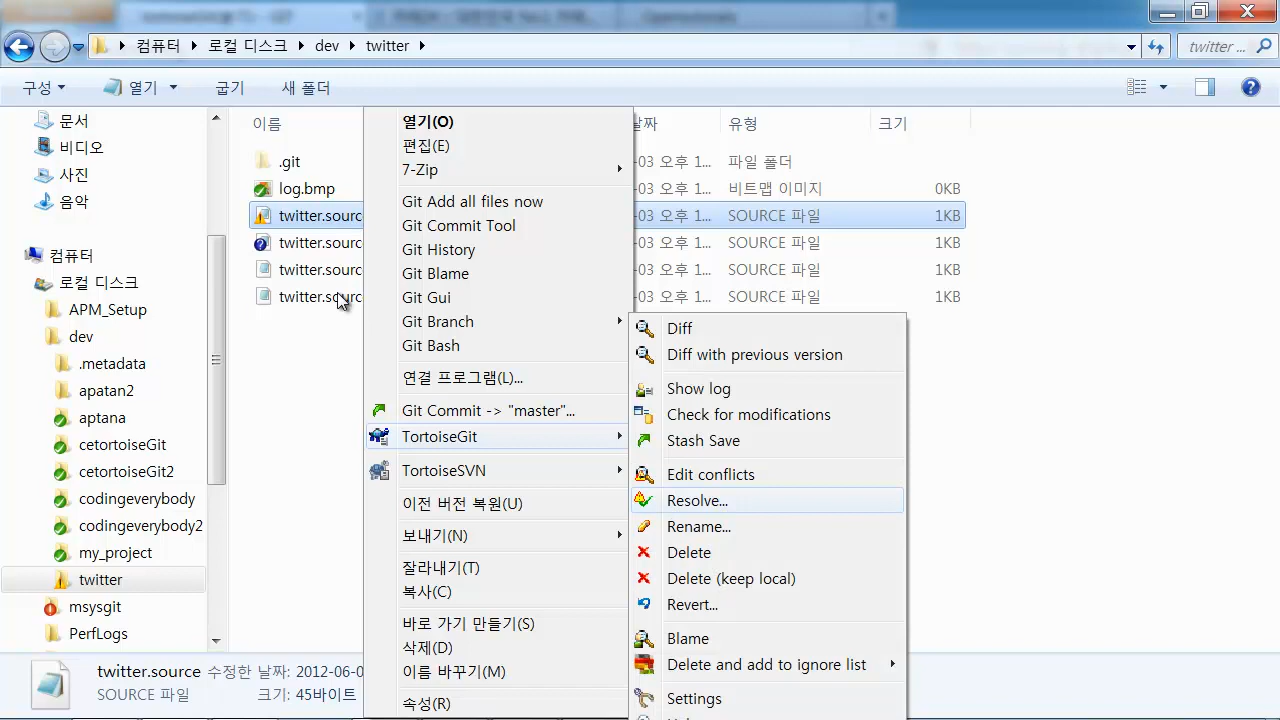 컴퓨터 로컬 디스크 dev twitter
twitter ...
구성 열기 굽기 새 폴더
문서
비디오
사진
음악
컴퓨터
로컬 디스크
APM_Setup
dev
.metadata
apatan2
aptana
cetortoiseGit
cetortoiseGit2
codingeverybody
codingeverybody2
my_project
twitter
msysgit
PerfLogs
이름 날짜 유형 크기
.git -03 오후 1... 파일 폴더
log.bmp -03 오후 1... 비트맵 이미지 0KB
twitter.sourc -03 오후 1... SOURCE 파일 1KB
twitter.sourc -03 오후 1... SOURCE 파일 1KB
twitter.sourc -03 오후 1... SOURCE 파일 1KB
twitter.sourc -03 오후 1... SOURCE 파일 1KB
열기(O)
편집(E)
7-Zip
Git Add all files now
Git Commit Tool
Git History
Git Blame
Git Gui
Git Branch
Git Bash
연결 프로그램(L)...
Git Commit -> "master"...
TortoiseGit
TortoiseSVN
이전 버전 복원(U)
보내기(N)
잘라내기(T)
복사(C)
바로 가기 만들기(S)
삭제(D)
이름 바꾸기(M)
속성(R)
Diff
Diff with previous version
Show log
Check for modifications
Stash Save
Edit conflicts
Resolve...
Rename...
Delete
Delete (keep local)
Revert...
Blame
Delete and add to ignore list
Settings
twitter.source 수정한 날짜: 2012-06-0
SOURCE 파일 크기: 45바이트